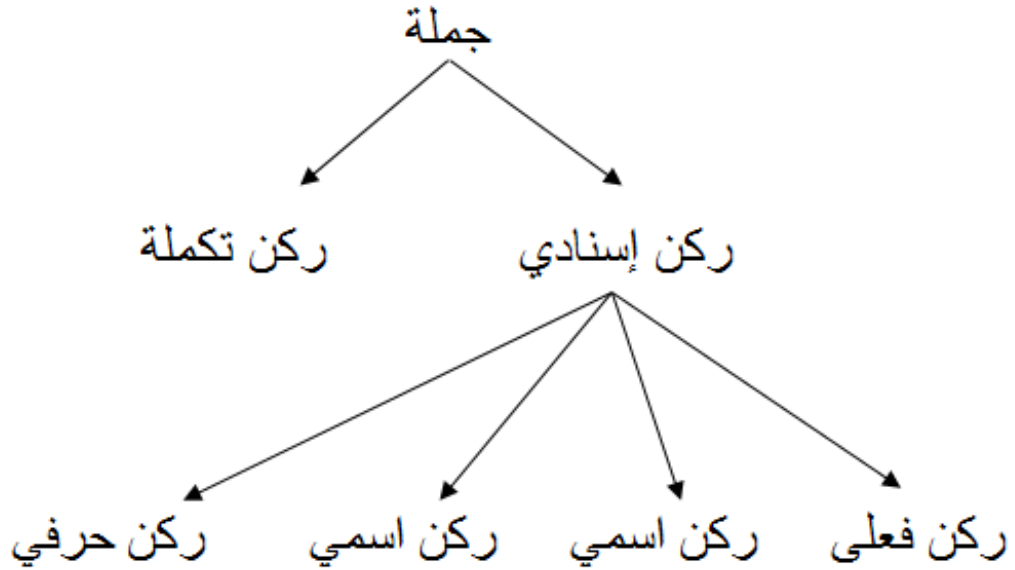 جملة
ركن إسنادي ركن تكملة
ركن فعلى ركن اسمي ركن اسمي ركن حرفي